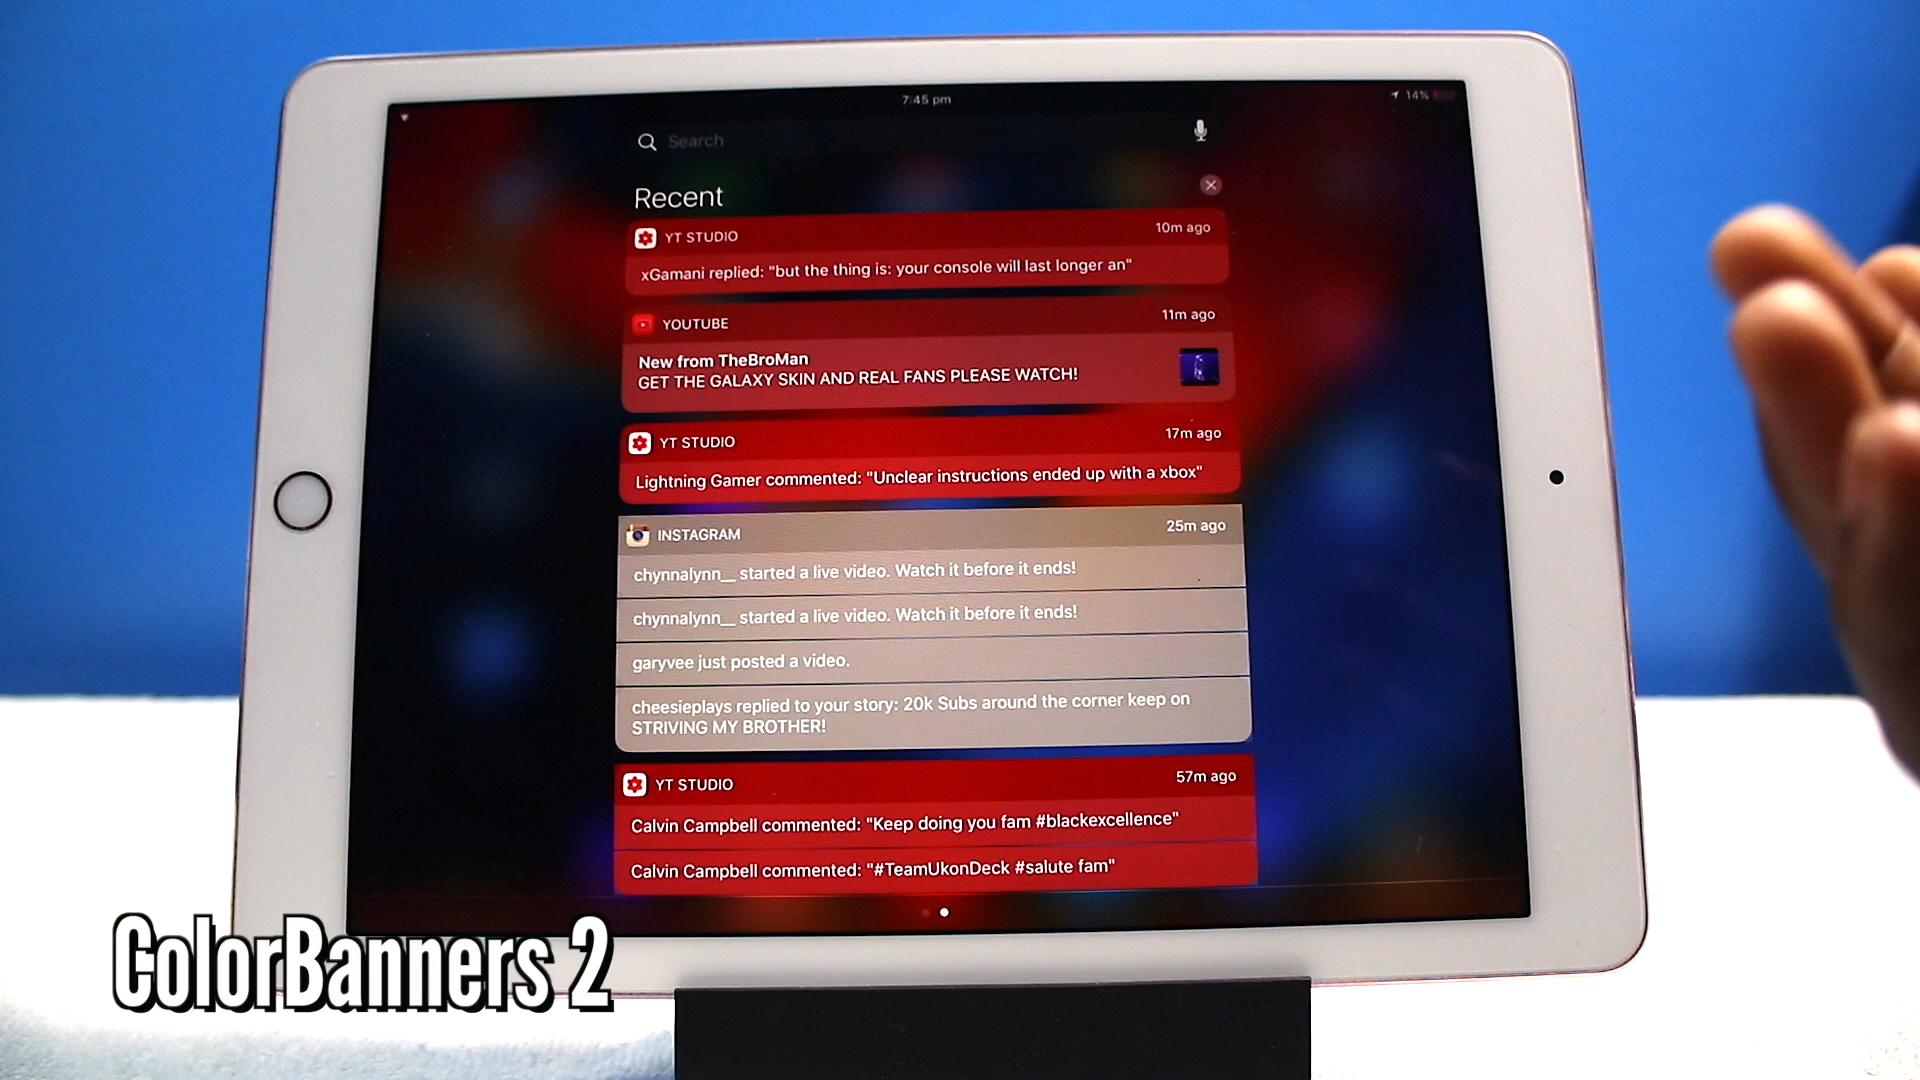 7:45 pm
14%
Search
Recent
YT STUDIO
10m ago
xGamani replied: "but the thing is: your console will last longer an"
YOUTUBE
11m ago
New from TheBroMan
GET THE GALAXY SKIN AND REAL FANS PLEASE WATCH!
YT STUDIO
17m ago
Lightning Gamer commented: "Unclear instructions ended up with a xbox"
INSTAGRAM
25m ago
chynnalynn__ started a live video. Watch it before it ends!
chynnalynn__ started a live video. Watch it before it ends!
garyvee just posted a video.
cheesieplays replied to your story: 20k Subs around the corner keep on
STRIVING MY BROTHER!
YT STUDIO
57m ago
Calvin Campbell commented: "Keep doing you fam #blackexcellence"
Calvin Campbell commented: "#TeamUkonDeck #salute fam"
ColorBanners 2